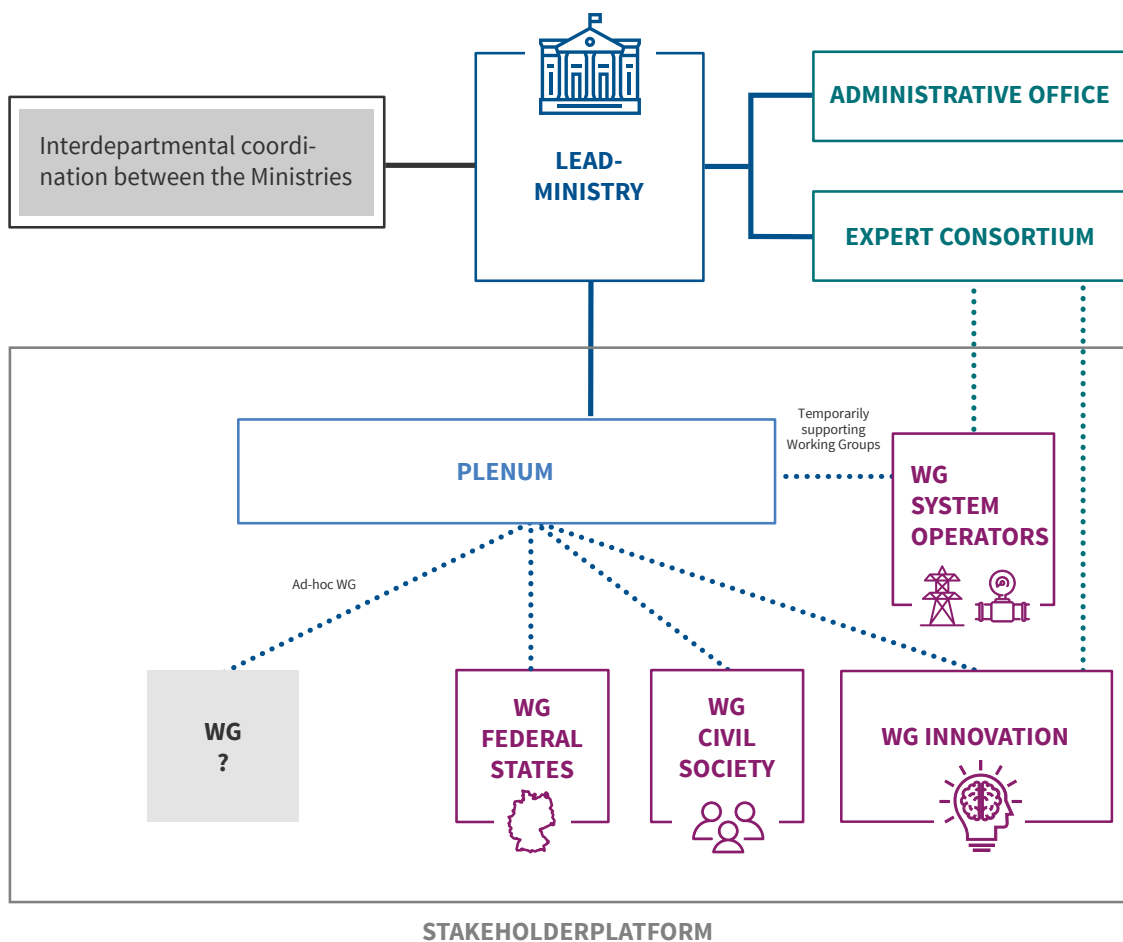 ADMINISTRATIVE OFFICE
Interdepartmental coordi-
nation between the Ministries
LEAD-
MINISTRY
EXPERT CONSORTIUM
Temporarily
supporting
Working Groups
PLENUM
WG
SYSTEM
OPERATORS
Ad-hoc WG
WG
?
WG
FEDERAL
STATES
WG
CIVIL
SOCIETY
WG INNOVATION
STAKEHOLDERPLATFORM